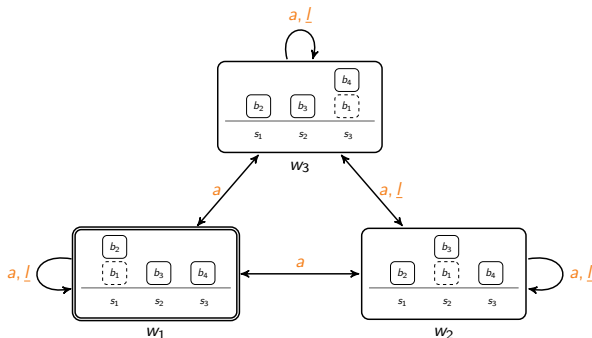 a, l
b4
b2 b3 b1
s1 s2 s3
w3
a
a, l
b2
b1 b3 b4
s1 s2 s3
w1
a, l
a
b3
b2 b1 b4
s1 s2 s3
w2
a, l